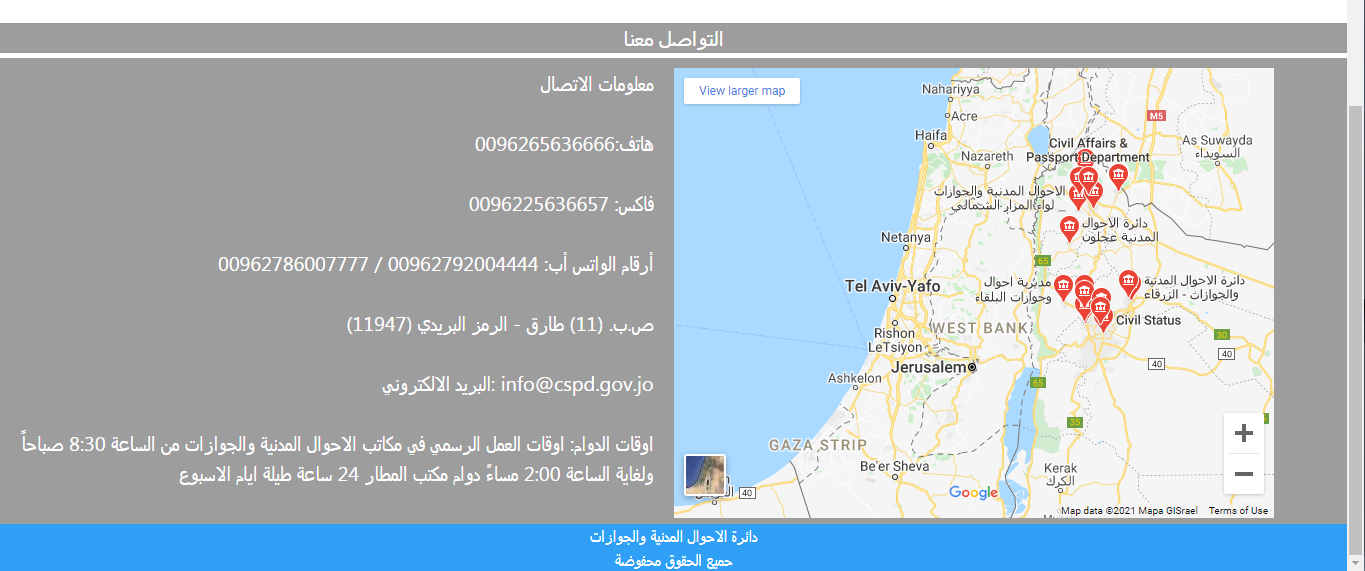 التواصل معنا
معلومات الاتصال
هاتف:0096265636666
فاكس: 0096225636657
أرقام الواتس أب: 00962792004444 / 00962786007777
ص.ب. (11) طارق - الرمز البريدي (11947)
info@cspd.gov.jo :البريد الالكتروني
اوقات الدوام: اوقات العمل الرسمي في مكاتب الاحوال المدنية والجوازات من الساعة 8:30 صباحاً
ولغاية الساعة 2:00 مساءً دوام مكتب المطار 24 ساعة طيلة ايام الاسبوع
View larger map
Nahariyya
Acre
M5
Haifa
Civil Affairs &
Passport Department
As Suwayda
السويداء
Nazareth
الاحوال المدنية والجوازات
_ لواء المزار الشمالي
دائرة الاحوال
المدنية عجلون
Netanya
65
Tel Aviv-Yafo
مديرية احوال
وجوازات البلقاء
دائرة الاحوال المدنية
والجوازات - الزرقاء
Civil Status
Rishon
LeTsiyon
WEST BANK
30
40
40
Jerusalem
Ashkelon
65
35
GAZA STRIP
Be'er Sheva
Kerak
الكرك
40
Google
Map data ©2021 Mapa GISrael
Terms of Use
دائرة الاحوال المدنية والجوازات
جميع الحقوق محفوضة